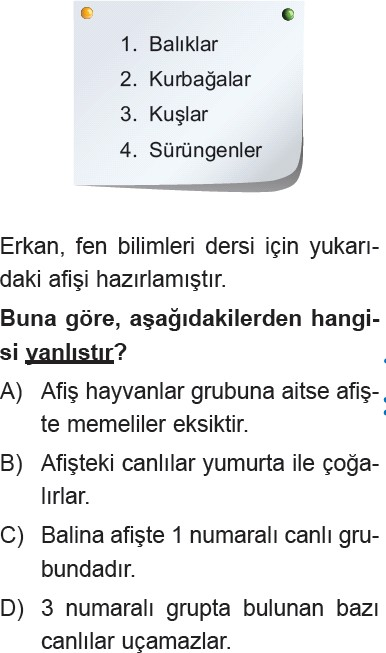 1. Balıklar
2. Kurbağalar
3. Kuşlar
4. Sürüngenler
Erkan, fen bilimleri dersi için yukarı-
daki afişi hazırlamıştır.
Buna göre, aşağıdakilerden hangi-
si yanlıştır?
A) Afiş hayvanlar grubuna aitse afiş-
te memeliler eksiktir.
B) Afişteki canlılar yumurta ile çoğa-
lırlar.
C) Balina afişte 1 numaralı canlı gru-
bundadır.
D) 3 numaralı grupta bulunan bazı
canlılar uçamazlar.